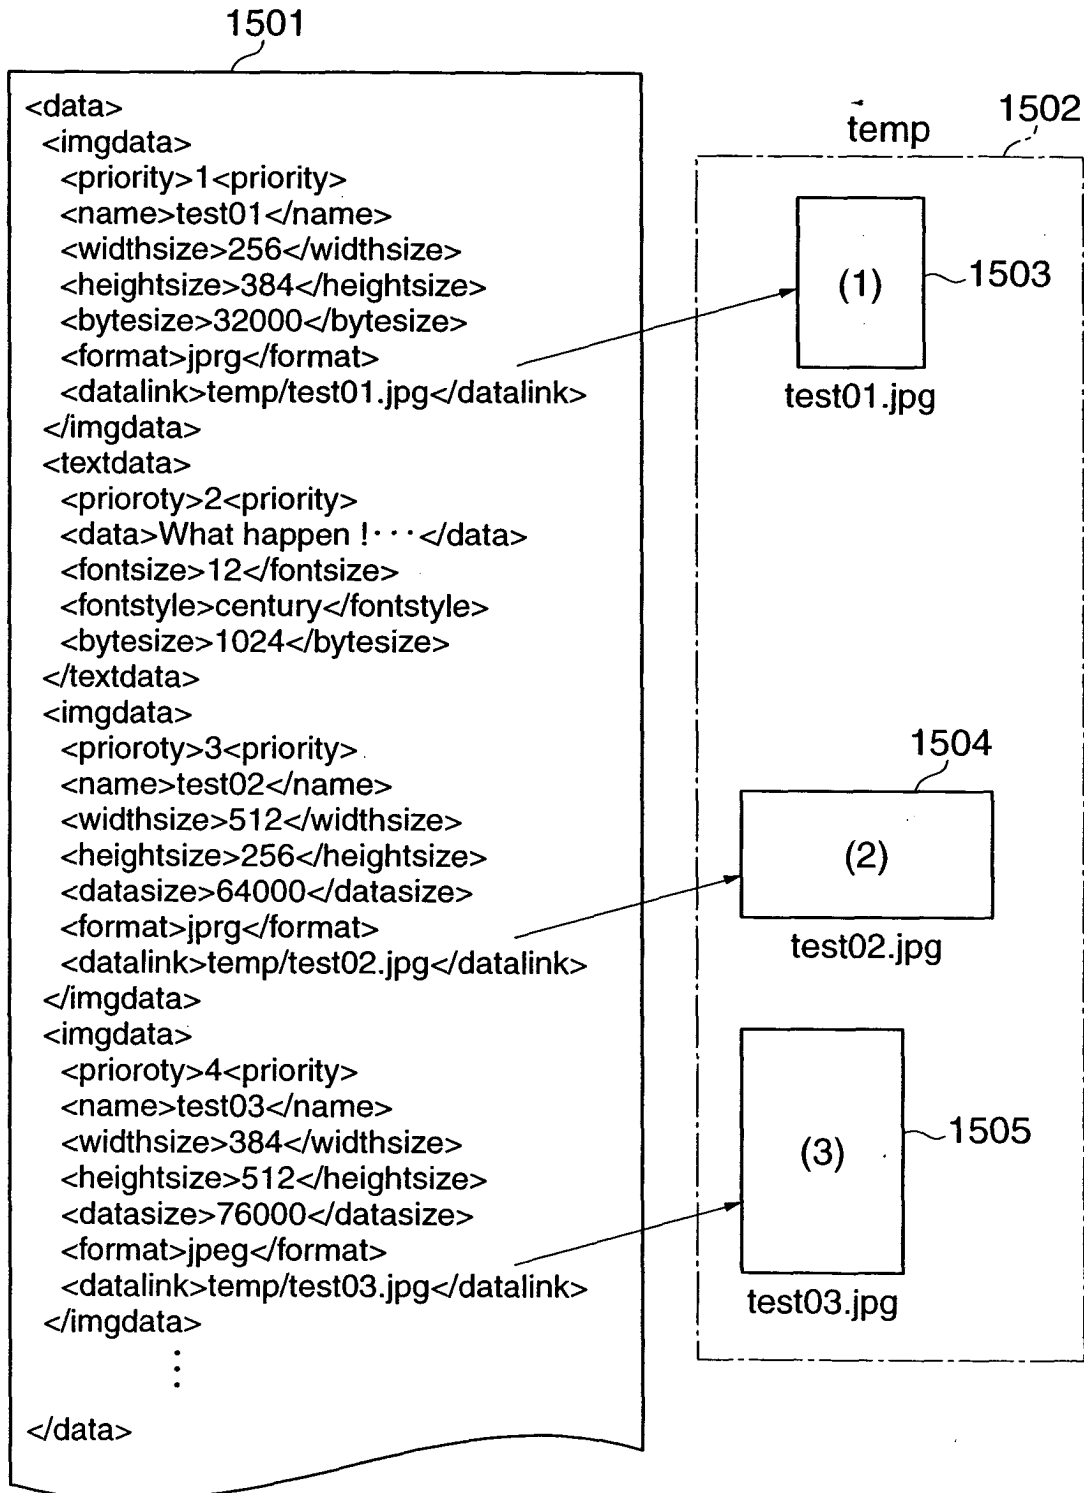 1501
<data>
<imgdata>
<priority>1<priority>
<name>test01</name>
<widthsize>256</widthsize>
<heightsize>384</heightsize>
<bytesize>32000</bytesize>
<format>jprg</format>
<datalink>temp/test01.jpg</datalink>
</imgdata>
<textdata>
<prioroty>2<priority>
<data>What happen !···</data>
<fontsize>12</fontsize>
<fontstyle>century</fontstyle>
<bytesize>1024</bytesize>
</textdata>
<imgdata>
<prioroty>3<priority>
<name>test02</name>
<widthsize>512</widthsize>
<heightsize>256</heightsize>
<datasize>64000</datasize>
<format>jprg</format>
<datalink>temp/test02.jpg</datalink>
</imgdata>
<imgdata>
<prioroty>4<priority>
<name>test03</name>
<widthsize>384</widthsize>
<heightsize>512</heightsize>
<datasize>76000</datasize>
<format>jpeg</format>
<datalink>temp/test03.jpg</datalink>
</imgdata>
⋮
</data>
temp
1502
(1)
1503
test01.jpg
1504
(2)
test02.jpg
(3)
1505
test03.jpg